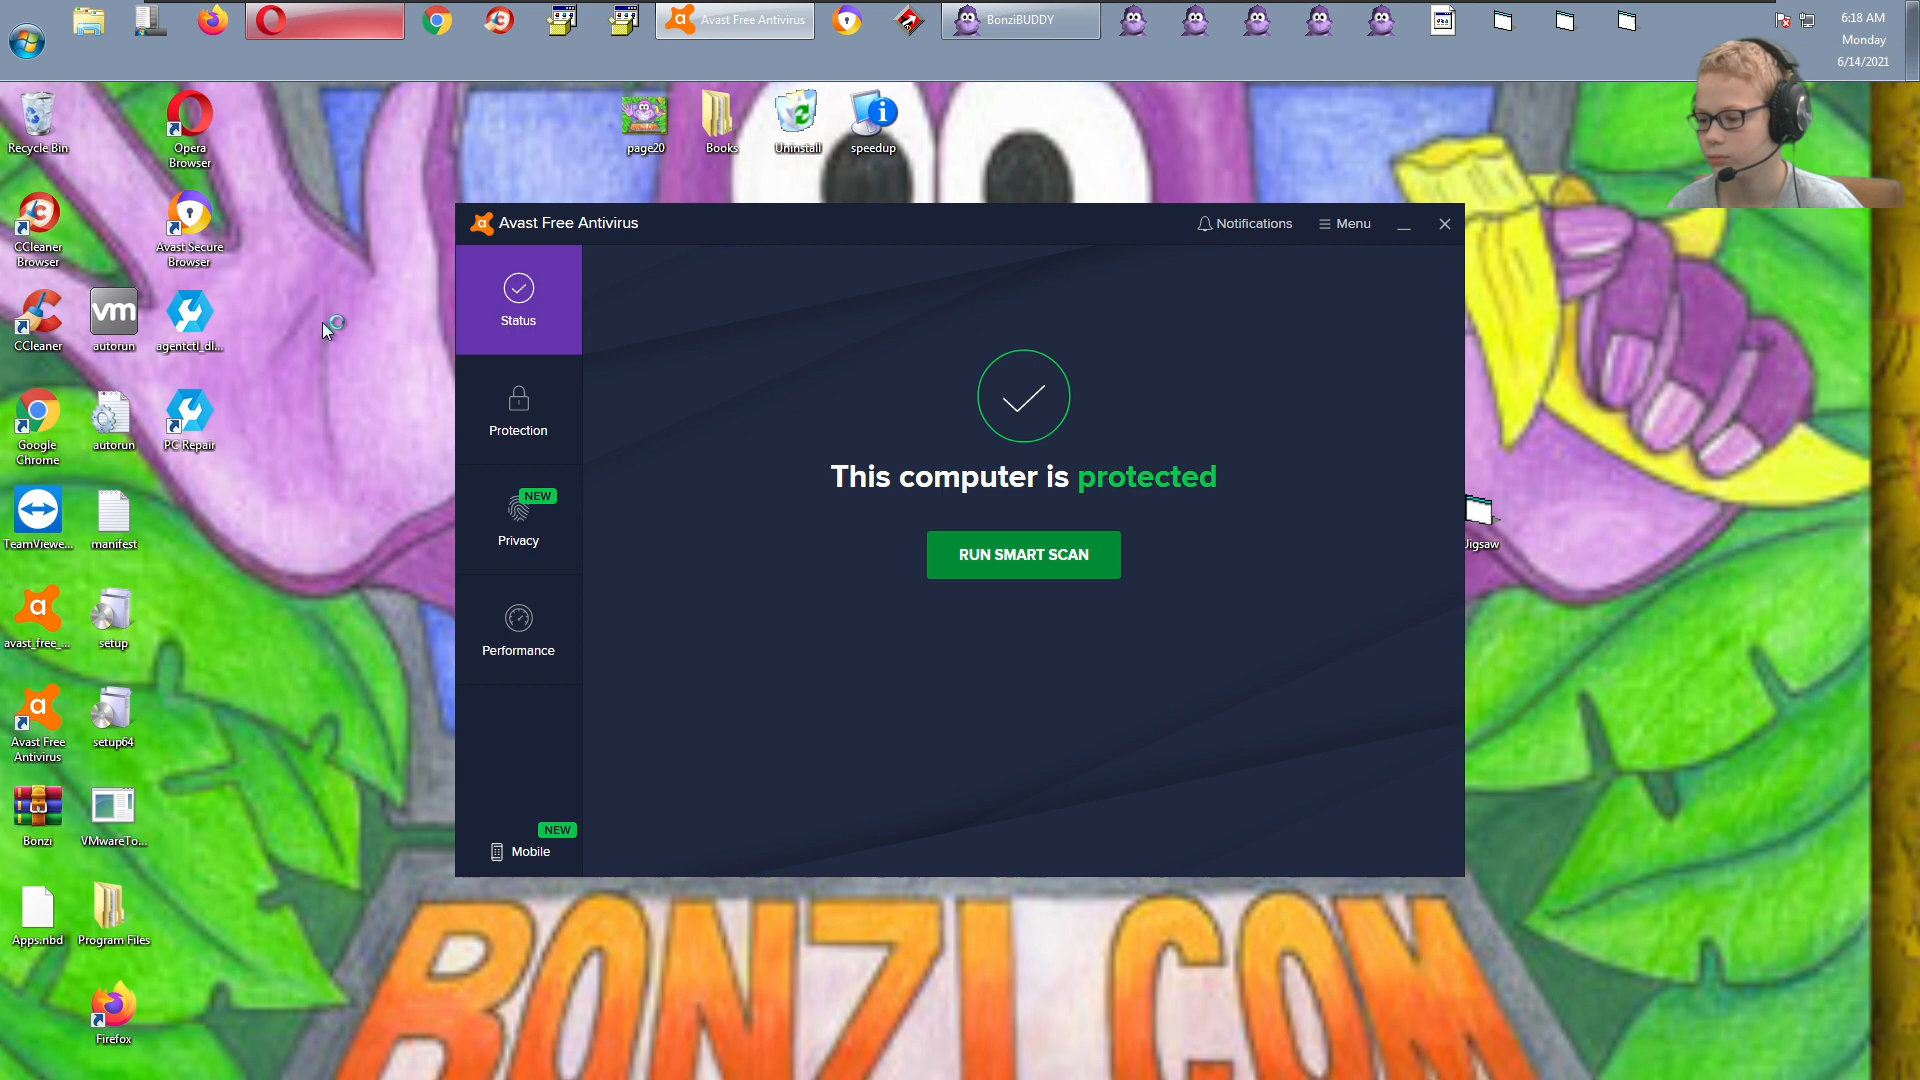 Avast Free Antivirus
BonziBUDDY
6:18 AM
Monday
6/14/2021
Recycle Bin
Opera
Browser
page20
Books
Uninstall
speedup
CCleaner
Browser
Avast Secure
Browser
CCleaner
autorun
agentctl_dl...
Google
Chrome
autorun
PC Repair
TeamViewe...
manifest
avast_free_...
setup
Avast Free
Antivirus
setup64
Bonzi
VMwareTo...
Apps.nbd
Program Files
Firefox
vm
Jigsaw
Avast Free Antivirus
Notifications
Menu
Status
Protection
NEW
Privacy
Performance
NEW
Mobile
This computer is protected
RUN SMART SCAN
BONZI.COM